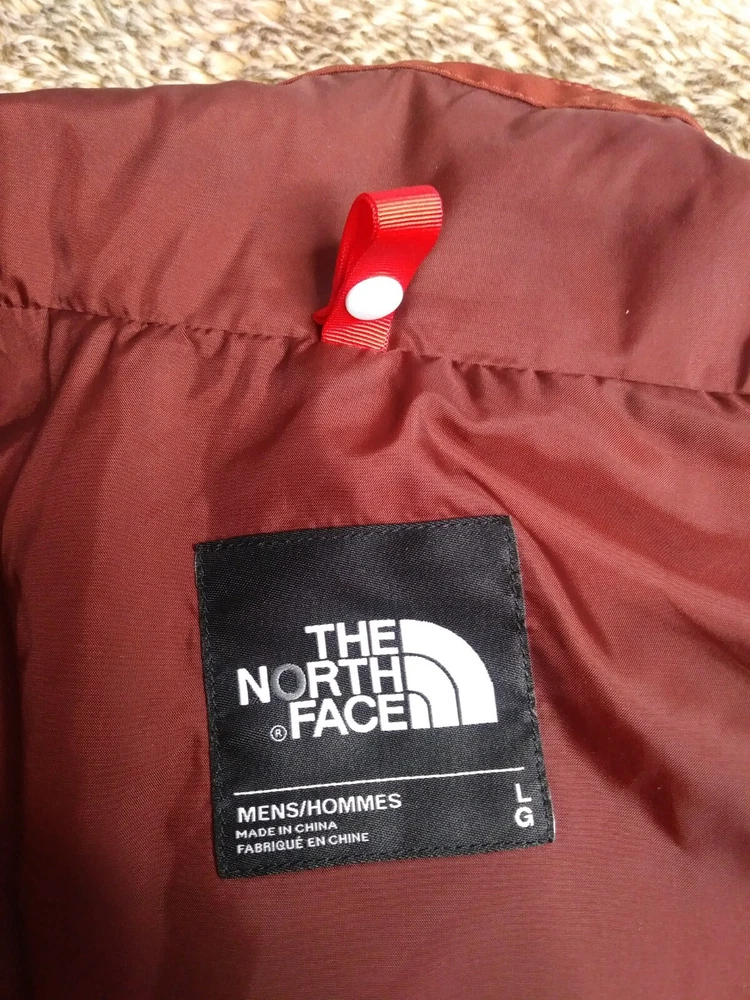 THE
NORTH
® FACE
MENS/HOMMES
MADE IN CHINA
FABRIQUÉ EN CHINE
L
G